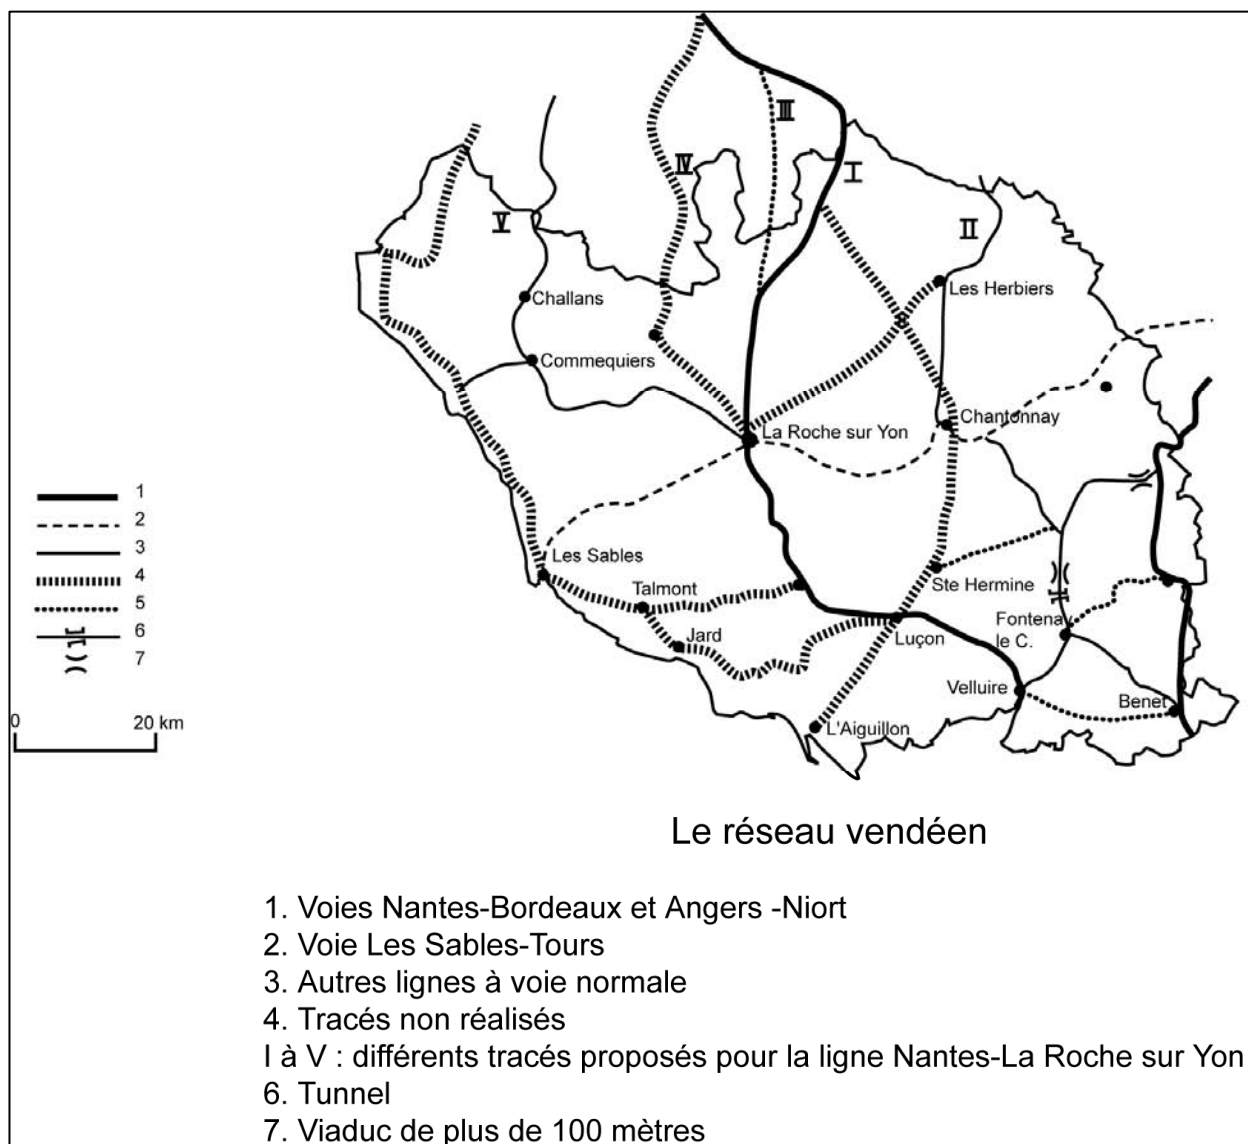 III
IV
I
V
II
Challans
Les Herbiers
Commequiers
Chantonnay
La Roche sur Yon
1
2
3
4
5
6
7
Les Sables
Talmont
Ste Hermine
Jard
Luçon
Fontenay
le C.
Velluire
Benet
L'Aiguillon
0 20 km
Le réseau vendéen
1. Voies Nantes-Bordeaux et Angers -Niort
2. Voie Les Sables-Tours
3. Autres lignes à voie normale
4. Tracés non réalisés
I à V : différents tracés proposés pour la ligne Nantes-La Roche sur Yon
6. Tunnel
7. Viaduc de plus de 100 mètres